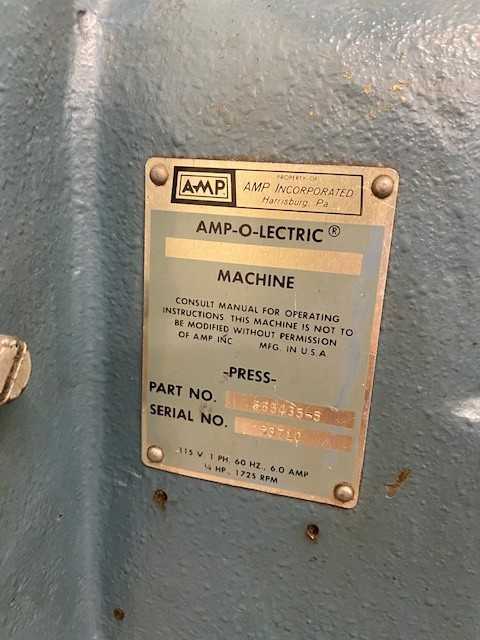 AMP
PROPERTY OF
AMP INCORPORATED
Harrisburg, Pa.
AMP-O-LECTRIC®
MACHINE
CONSULT MANUAL FOR OPERATING
INSTRUCTIONS. THIS MACHINE IS NOT TO
BE MODIFIED WITHOUT PERMISSION
OF AMP INC. MFG. IN U.S.A
-PRESS-
PART NO.
SERIAL NO.
115 V. 1 PH. 60 HZ., 6.0 AMP
¼ HP - 1725 RPM